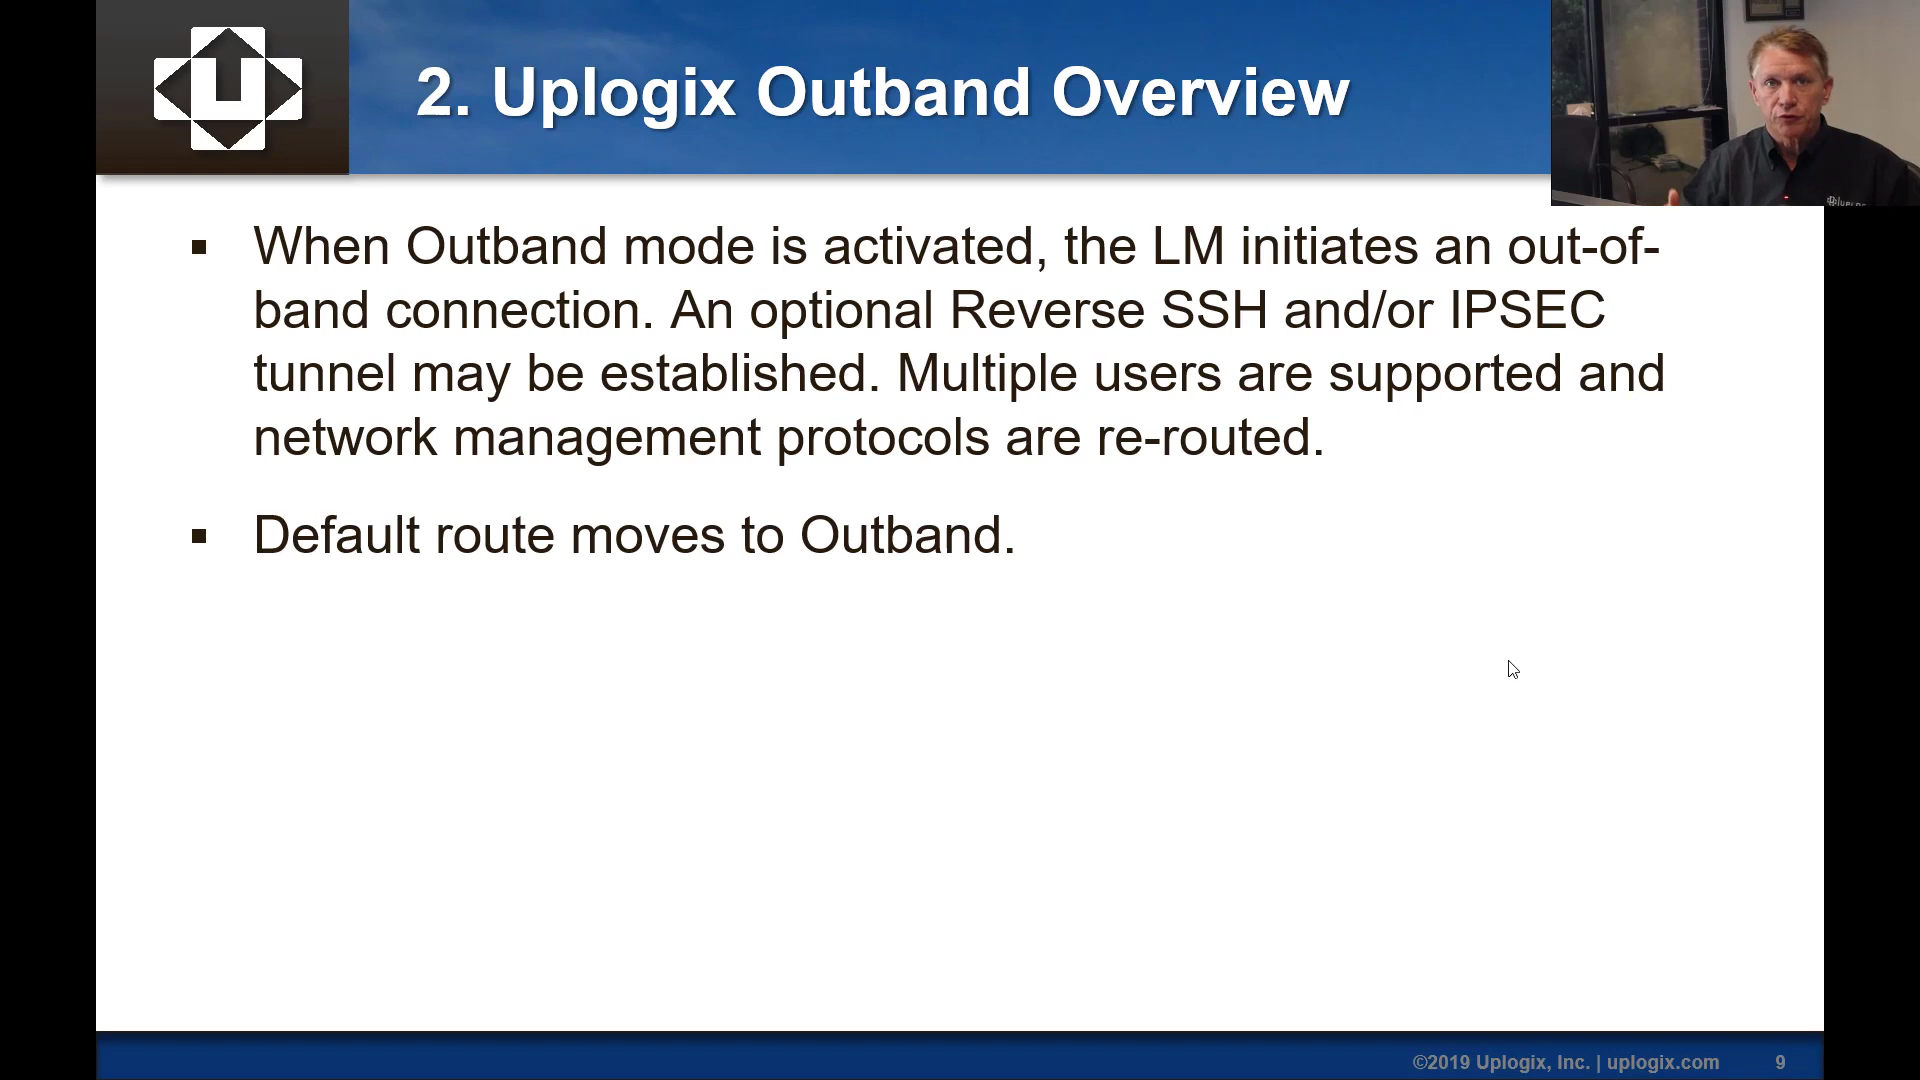 2. Uplogix Outband Overview
▪ When Outband mode is activated, the LM initiates an out-of-
band connection. An optional Reverse SSH and/or IPSEC
tunnel may be established. Multiple users are supported and
network management protocols are re-routed.
▪ Default route moves to Outband.
©2019 Uplogix, Inc. | uplogix.com 9